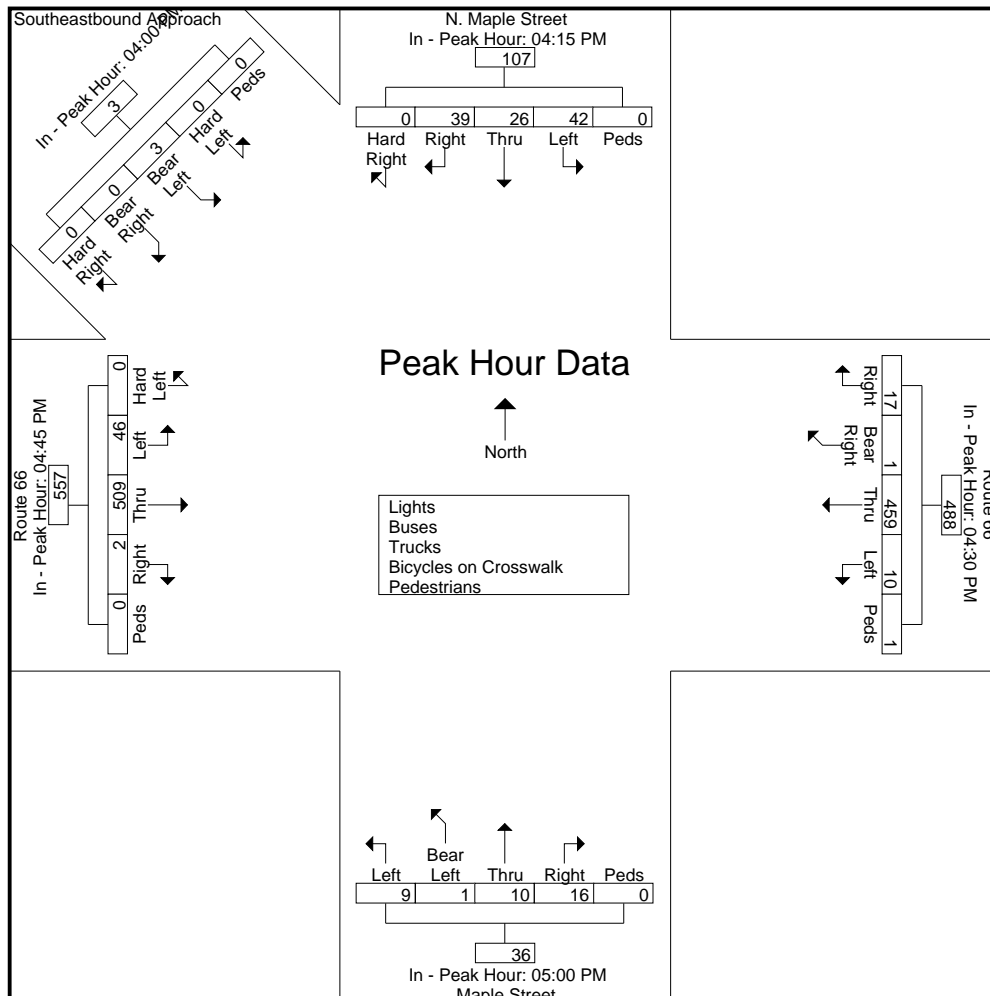 Southeastbound Approach
In - Peak Hour: 04:00 PM
3
0
0
3
0
0
Hard
Right
Bear
Right
Bear
Left
Hard
Left
Peds
N. Maple Street
In - Peak Hour: 04:15 PM
107
0 39 26 42 0
Hard
Right
Right Thru Left Peds
Route 66
In - Peak Hour: 04:45 PM
557
0 46 509 2 0
Hard
Left
Left Thru Right Peds
Peak Hour Data
North
Lights
Buses
Trucks
Bicycles on Crosswalk
Pedestrians
Route 66
In - Peak Hour: 04:30 PM
488
17 1 459 10 1
Right
Bear
Right
Thru Left Peds
Left
Bear
Left
Thru Right Peds
9 1 10 16 0
36
In - Peak Hour: 05:00 PM
Maple Street